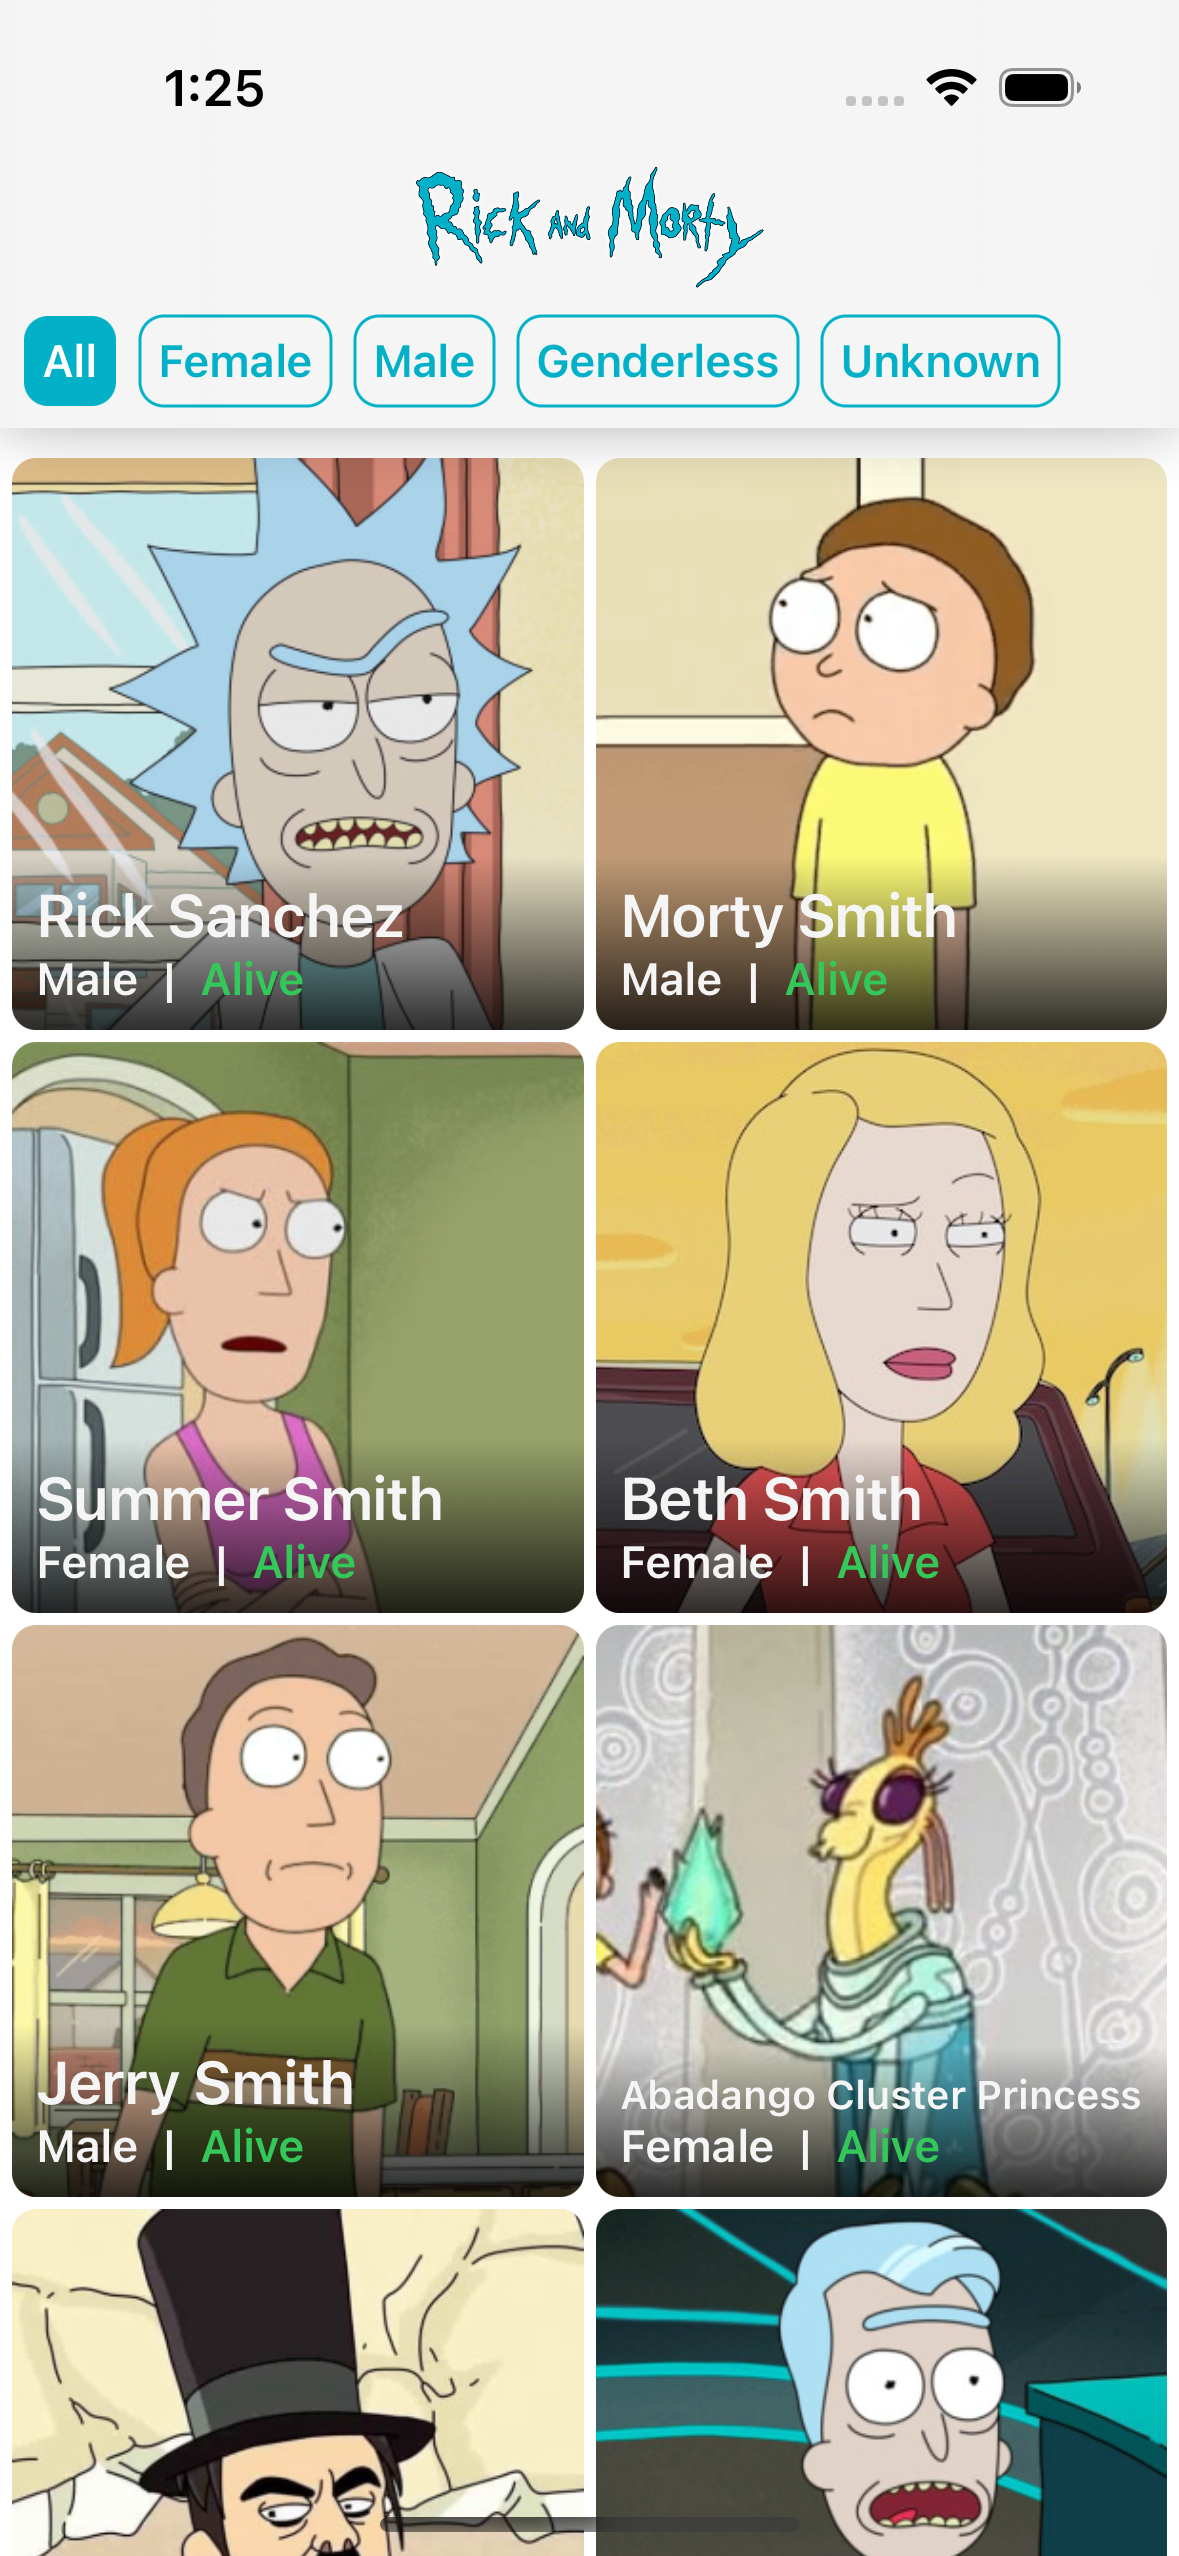 1:25
Rick and Morty
All Female Male Genderless Unknown
Rick Sanchez
Male | Alive
Morty Smith
Male | Alive
Summer Smith
Female | Alive
Beth Smith
Female | Alive
Jerry Smith
Male | Alive
Abadango Cluster Princess
Female | Alive